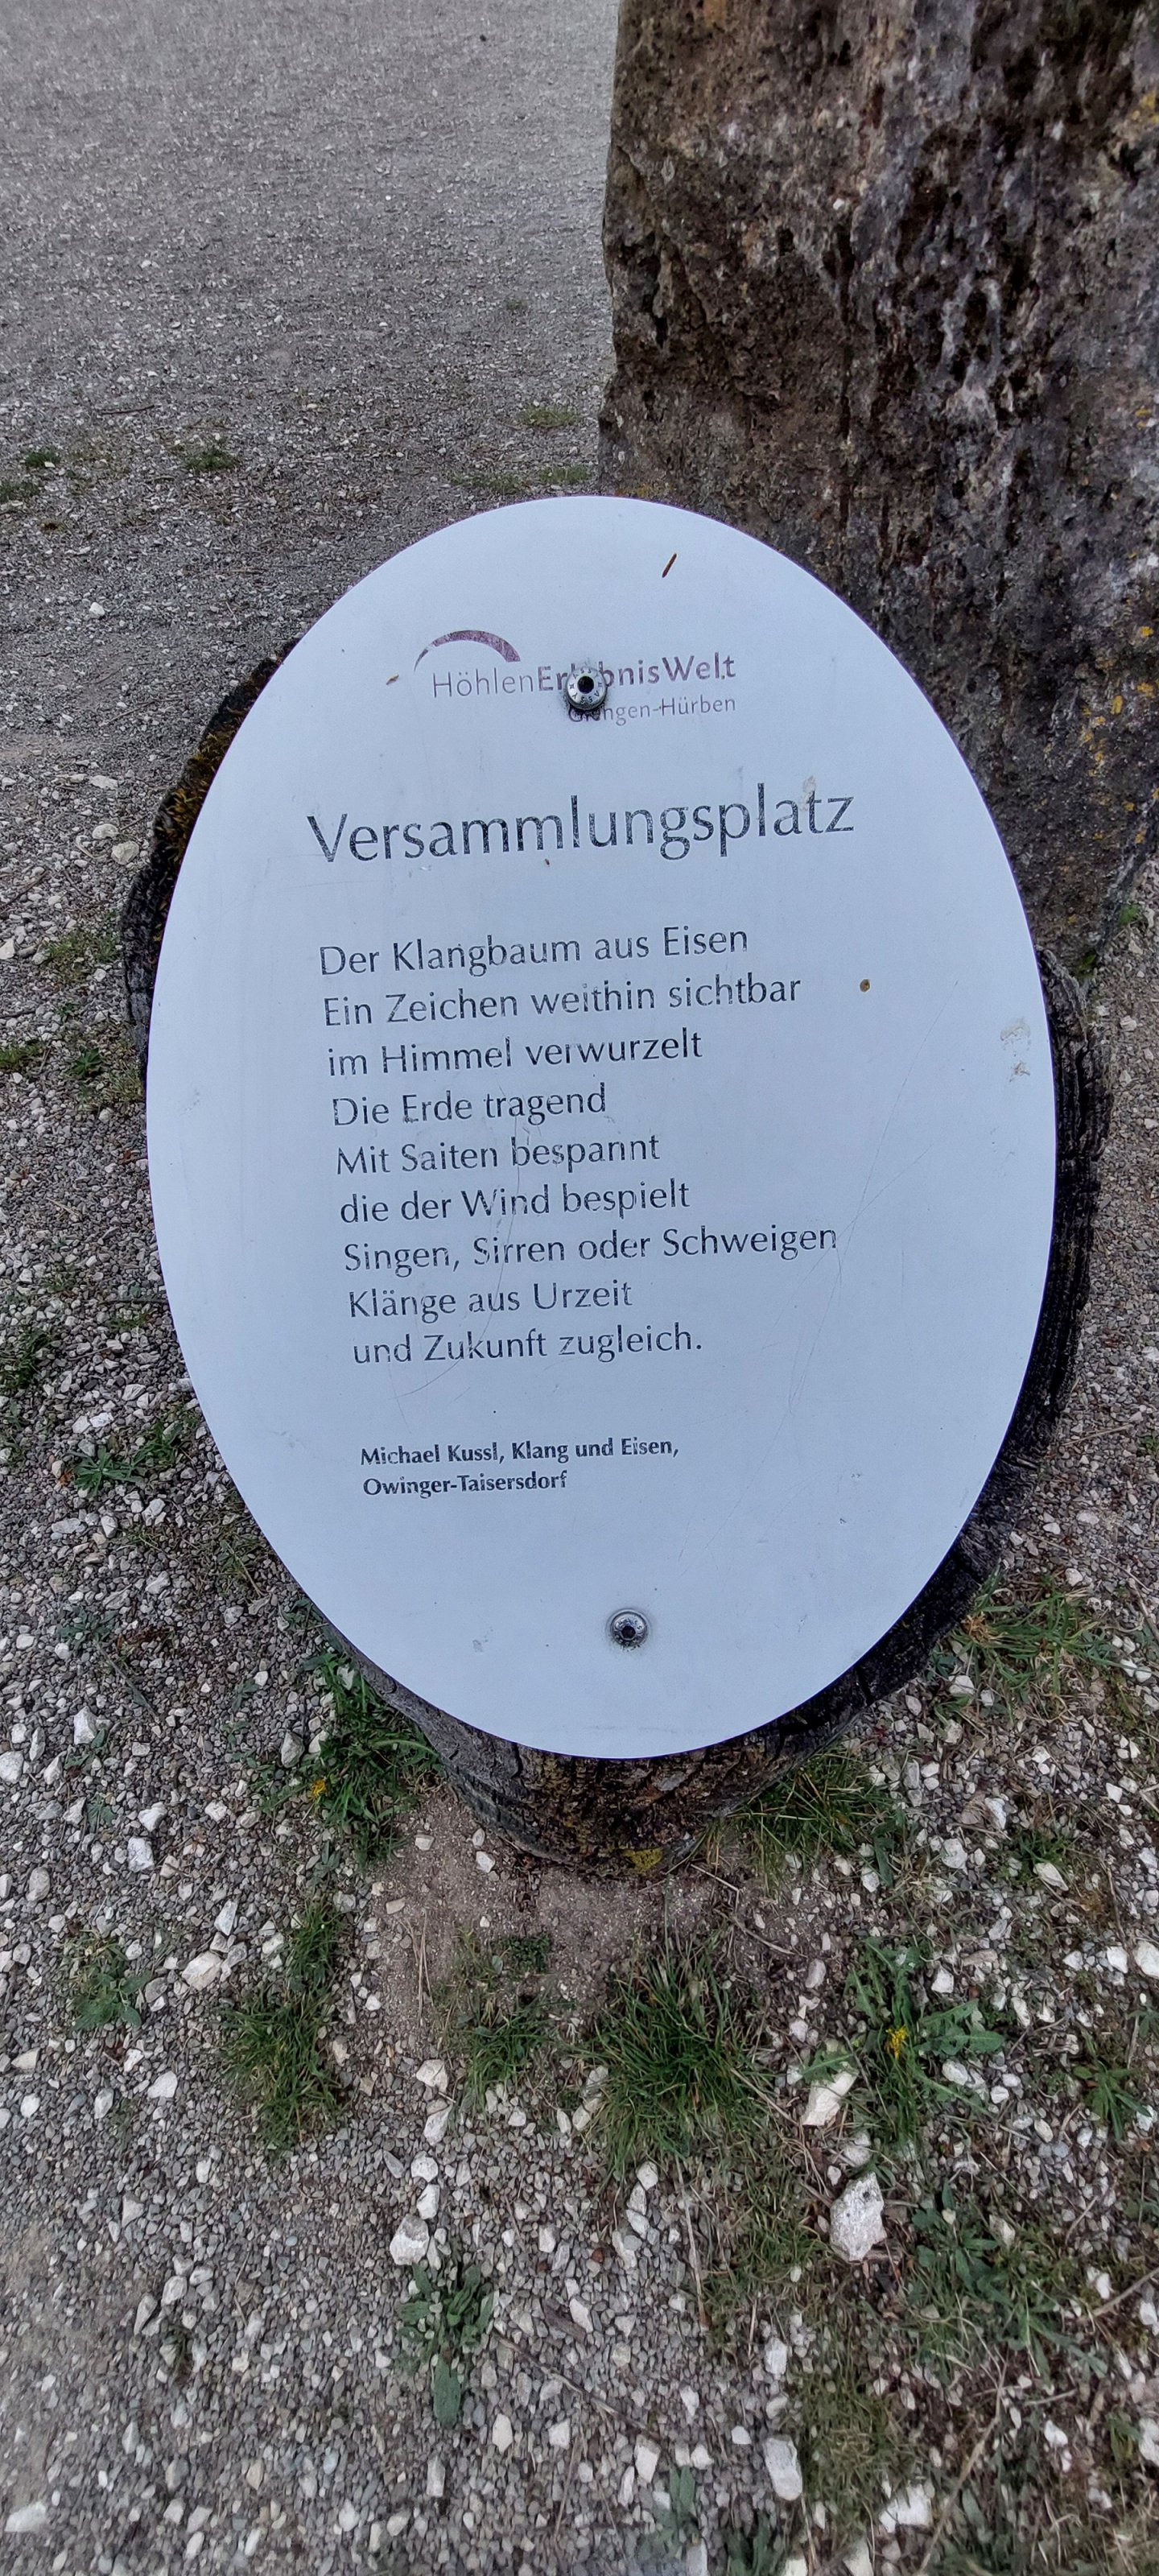 HöhlenErlebnisWelt
Giengen-Hürben
Versammlungsplatz
Der Klangbaum aus Eisen
Ein Zeichen weithin sichtbar
im Himmel verwurzelt
Die Erde tragend
Mit Saiten bespannt
die der Wind bespielt
Singen, Sirren oder Schweigen
Klänge aus Urzeit
und Zukunft zugleich.
Michael Kussl, Klang und Eisen,
Owinger-Taisersdorf